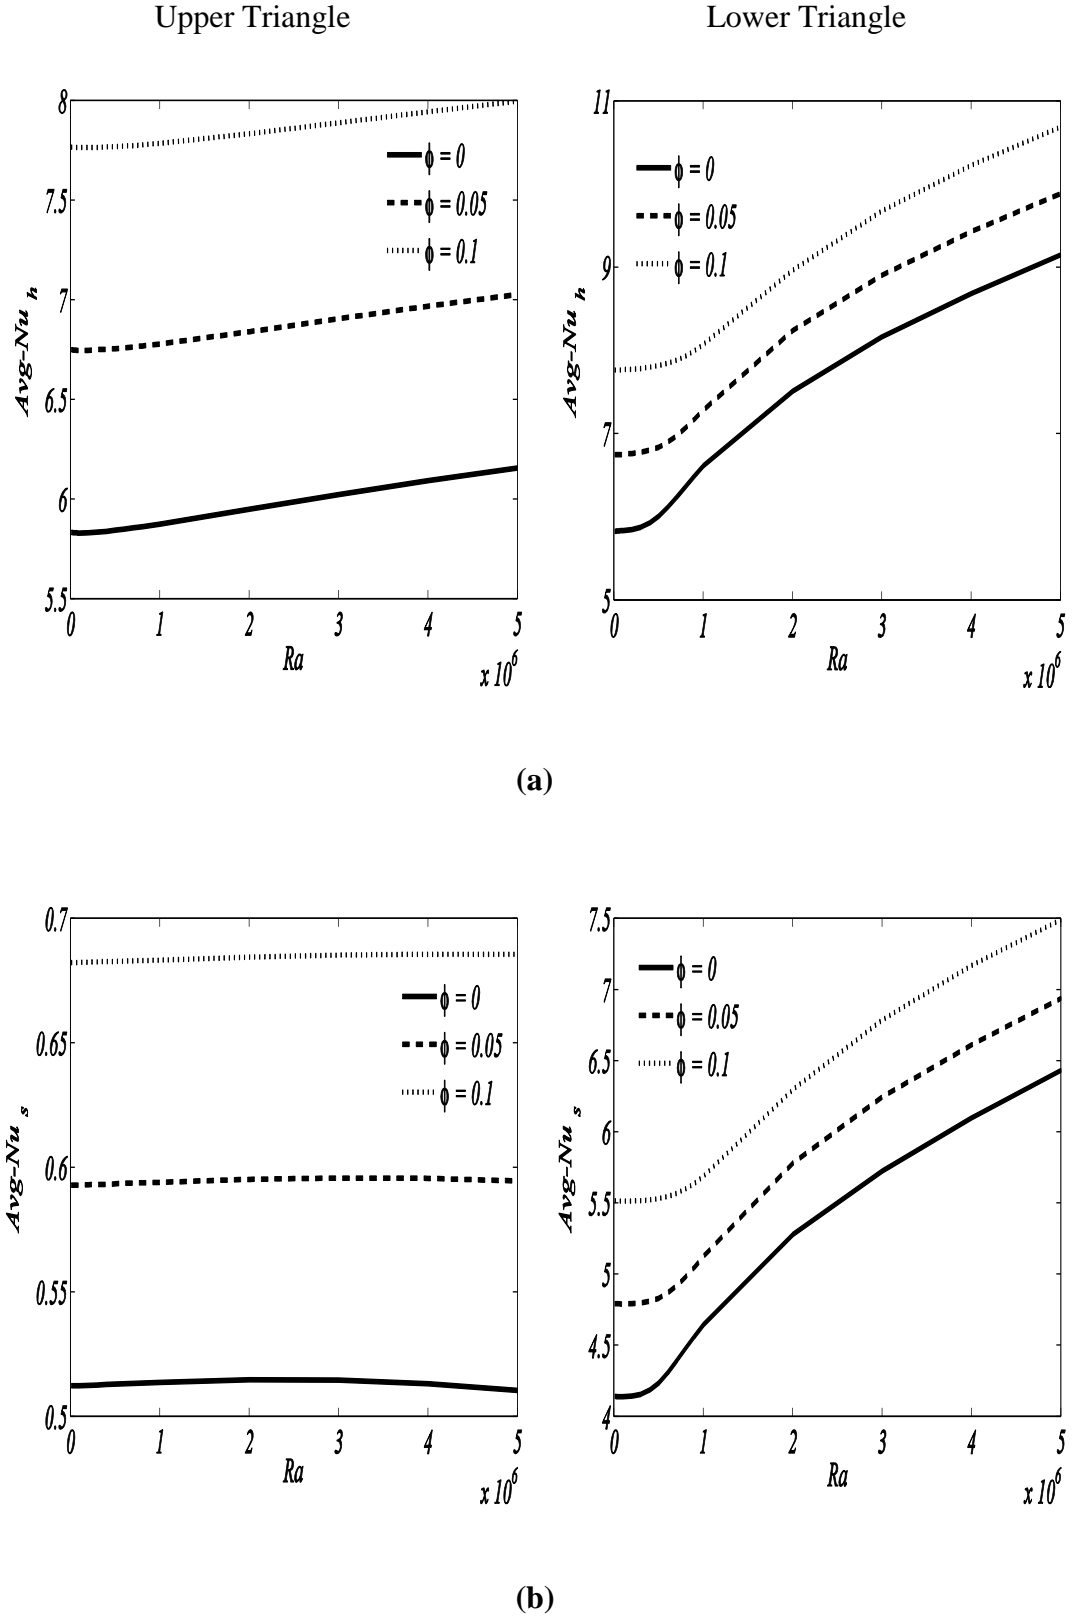 Upper Triangle
Lower Triangle
8
7.5
7
6.5
6
5.5
Avg-Nu h
ϕ = 0
ϕ = 0.05
ϕ = 0.1
0 1 2 3 4 5
Ra
x 10^6
11
9
7
5
Avg-Nu h
ϕ = 0
ϕ = 0.05
ϕ = 0.1
0 1 2 3 4 5
Ra
x 10^6
(a)
0.7
0.65
0.6
0.55
0.5
Avg-Nu s
ϕ = 0
ϕ = 0.05
ϕ = 0.1
0 1 2 3 4 5
Ra
x 10^6
7.5
7
6.5
6
5.5
5
4.5
4
Avg-Nu s
ϕ = 0
ϕ = 0.05
ϕ = 0.1
0 1 2 3 4 5
Ra
x 10^6
(b)